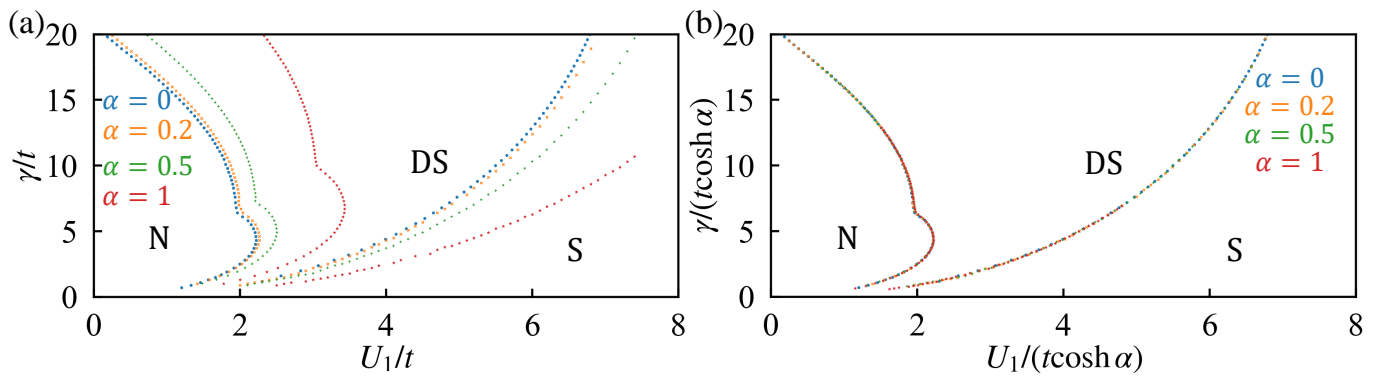 (a)
20
15
10
5
0
γ/t
α = 0
α = 0.2
α = 0.5
α = 1
N
DS
S
0 2 4 6 8
U₁/t
(b)
20
15
10
5
0
γ/(tcosh α)
α = 0
α = 0.2
α = 0.5
α = 1
N
DS
S
0 2 4 6 8
U₁/(tcosh α)